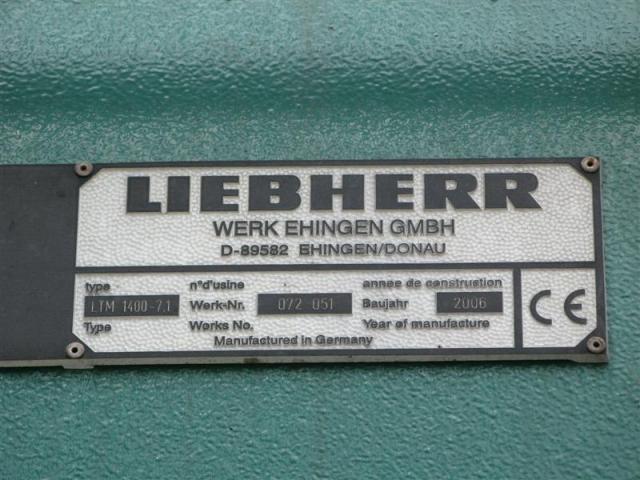 LIEBHERR
WERK EHINGEN GMBH
D-89582 EHINGEN/DONAU
type n°d'usine année de construction
LTM 1400-7.1 Werk-Nr. 072 051 Baujahr 2006
Type Works No. Year of manufacture
Manufactured in Germany
CE